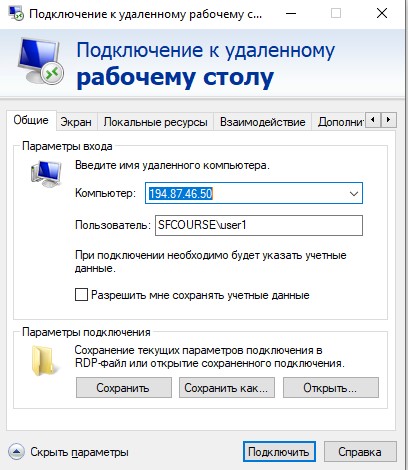 Подключение к удаленному рабочему с...
Подключение к удаленному
рабочему столу
Общие Экран Локальные ресурсы Взаимодействие Дополнит
Параметры входа
Введите имя удаленного компьютера.
Компьютер: 194.87.46.50
Пользователь: SFCOURSE\user1
При подключении необходимо будет указать учетные
данные.
Разрешить мне сохранять учетные данные
Параметры подключения
Сохранение текущих параметров подключения в
RDP-файл или открытие сохраненного подключения.
Сохранить Сохранить как... Открыть...
Скрыть параметры Подключить Справка